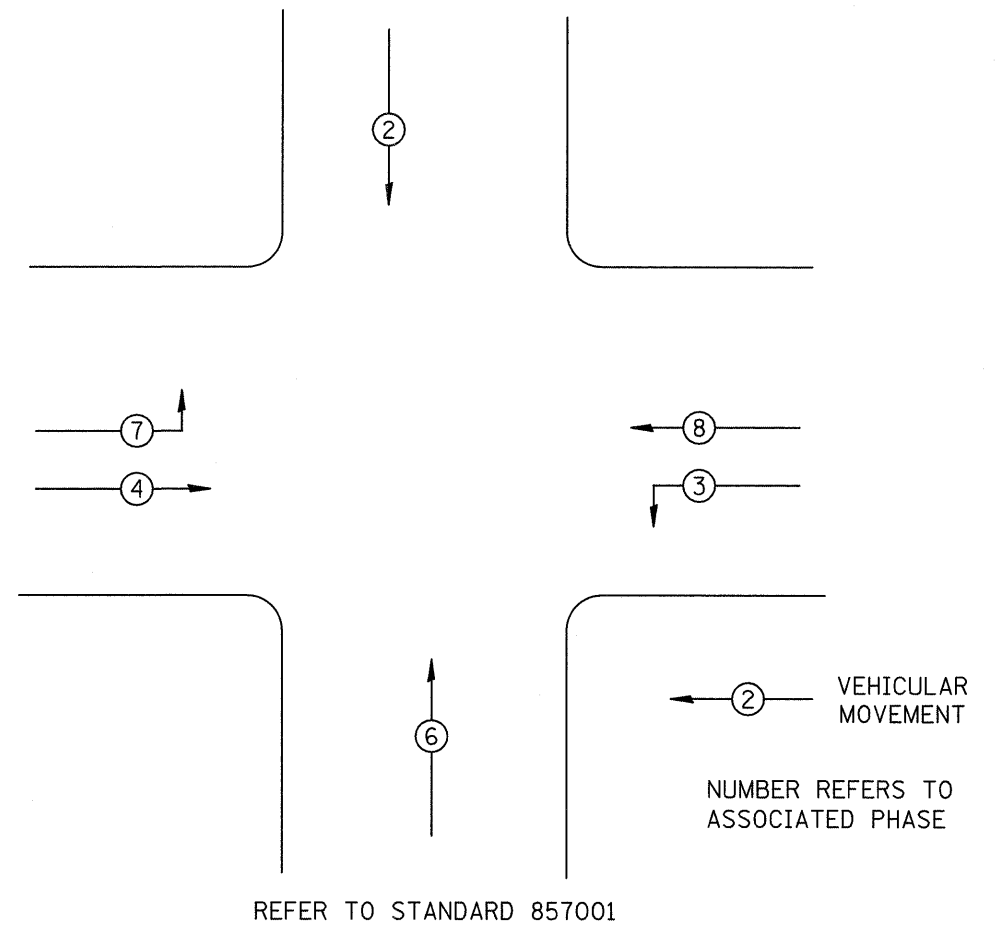 2
7
8
4
3
2
VEHICULAR
MOVEMENT
6
NUMBER REFERS TO
ASSOCIATED PHASE
REFER TO STANDARD 857001